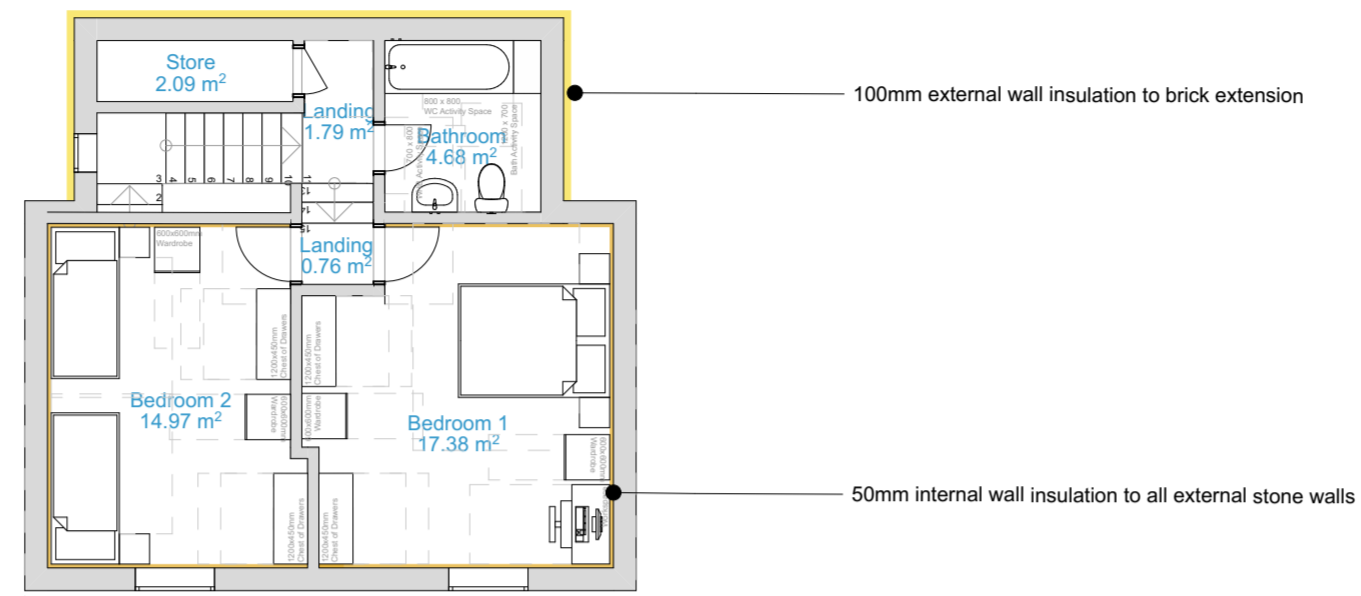 Store
2.09 m²
Landing
1.79 m²
800 x 800
WC Activity Space
Bathroom
4.68 m²
Bath Activity Space
100mm external wall insulation to brick extension
2
3
4
5
6
7
8
9
10
11
13
14
15
Landing
0.76 m²
600x600mm
Wardrobe
1200x450mm
Chest of Drawers
1200x450mm
Chest of Drawers
Bedroom 2
14.97 m²
600x600mm
Wardrobe
600x600mm
Wardrobe
Bedroom 1
17.38 m²
600x600mm
Wardrobe
1200x450mm
Chest of Drawers
1200x450mm
Chest of Drawers
50mm internal wall insulation to all external stone walls